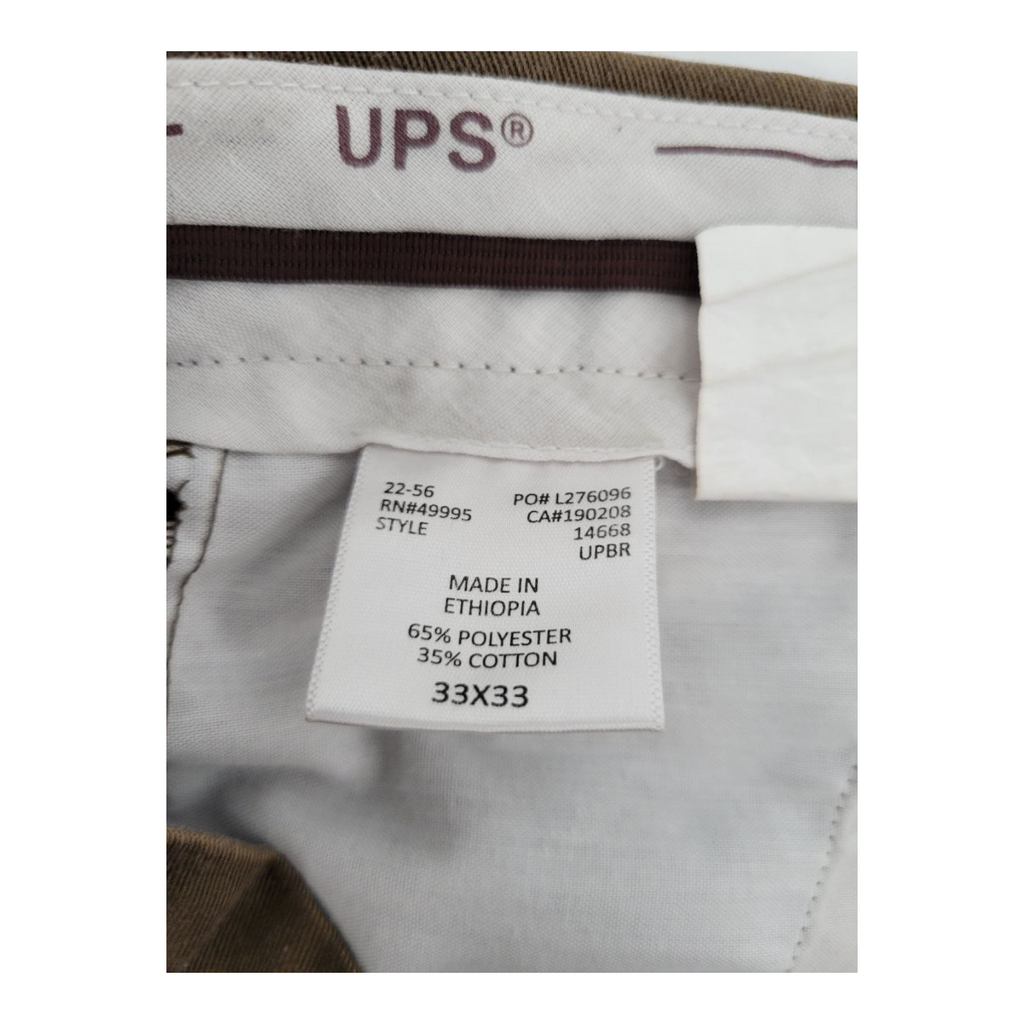 UPS®
22-56 PO# L276096
RN#49995 CA#190208
STYLE 14668
UPBR
MADE IN
ETHIOPIA
65% POLYESTER
35% COTTON
33X33